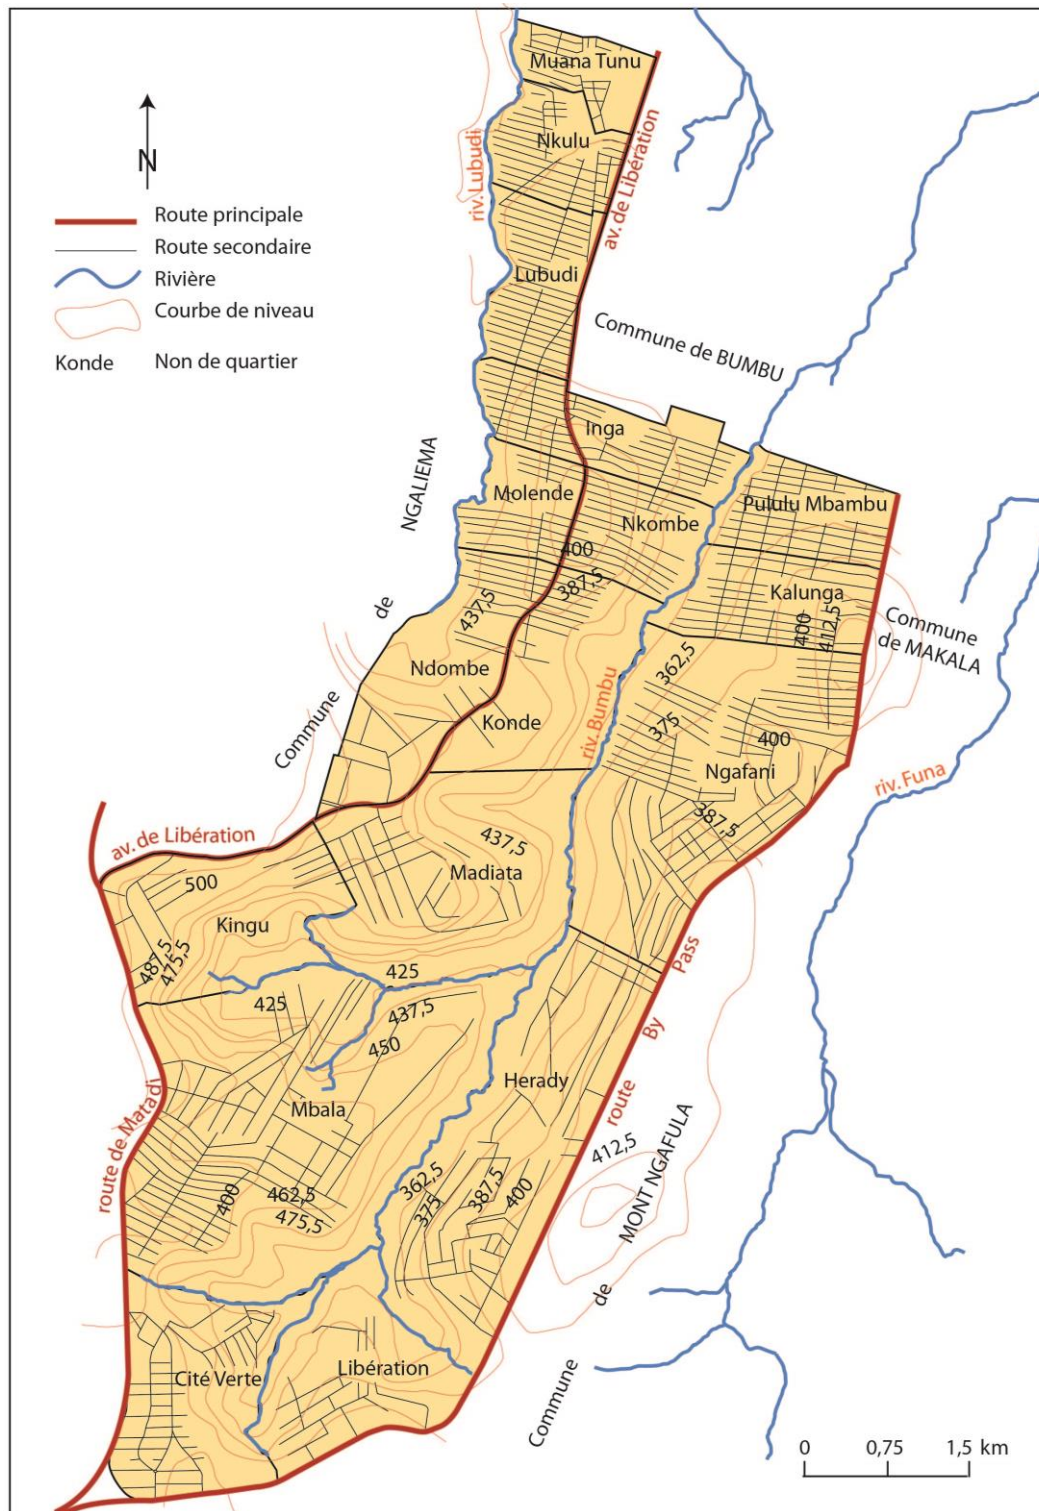 Muana Tunu
Nkulu
av. de Libération
riv. Lubudi
N
Route principale
Route secondaire
Rivière
Courbe de niveau
Konde
Non de quartier
Lubudi
Commune de BUMBU
Inga
Commune de NGALIEMA
Molende
Nkombe
Pululu Mbambu
400
387,5
437,5
Kalunga
400
412,5
Commune
de MAKALA
Ndombe
Konde
riv. Bumbu
362,5
375
400
Ngafani
387,5
riv. Funa
av. de Libération
500
437,5
Madiata
Kingu
487,5
475,5
425
425
437,5
450
route By Pass
Herady
Mbala
route de Matadi
412,5
Commune de MONT NGAFULA
400
462,5
475,5
362,5
375
387,5
400
Cité Verte
Libération
0 0,75 1,5 km